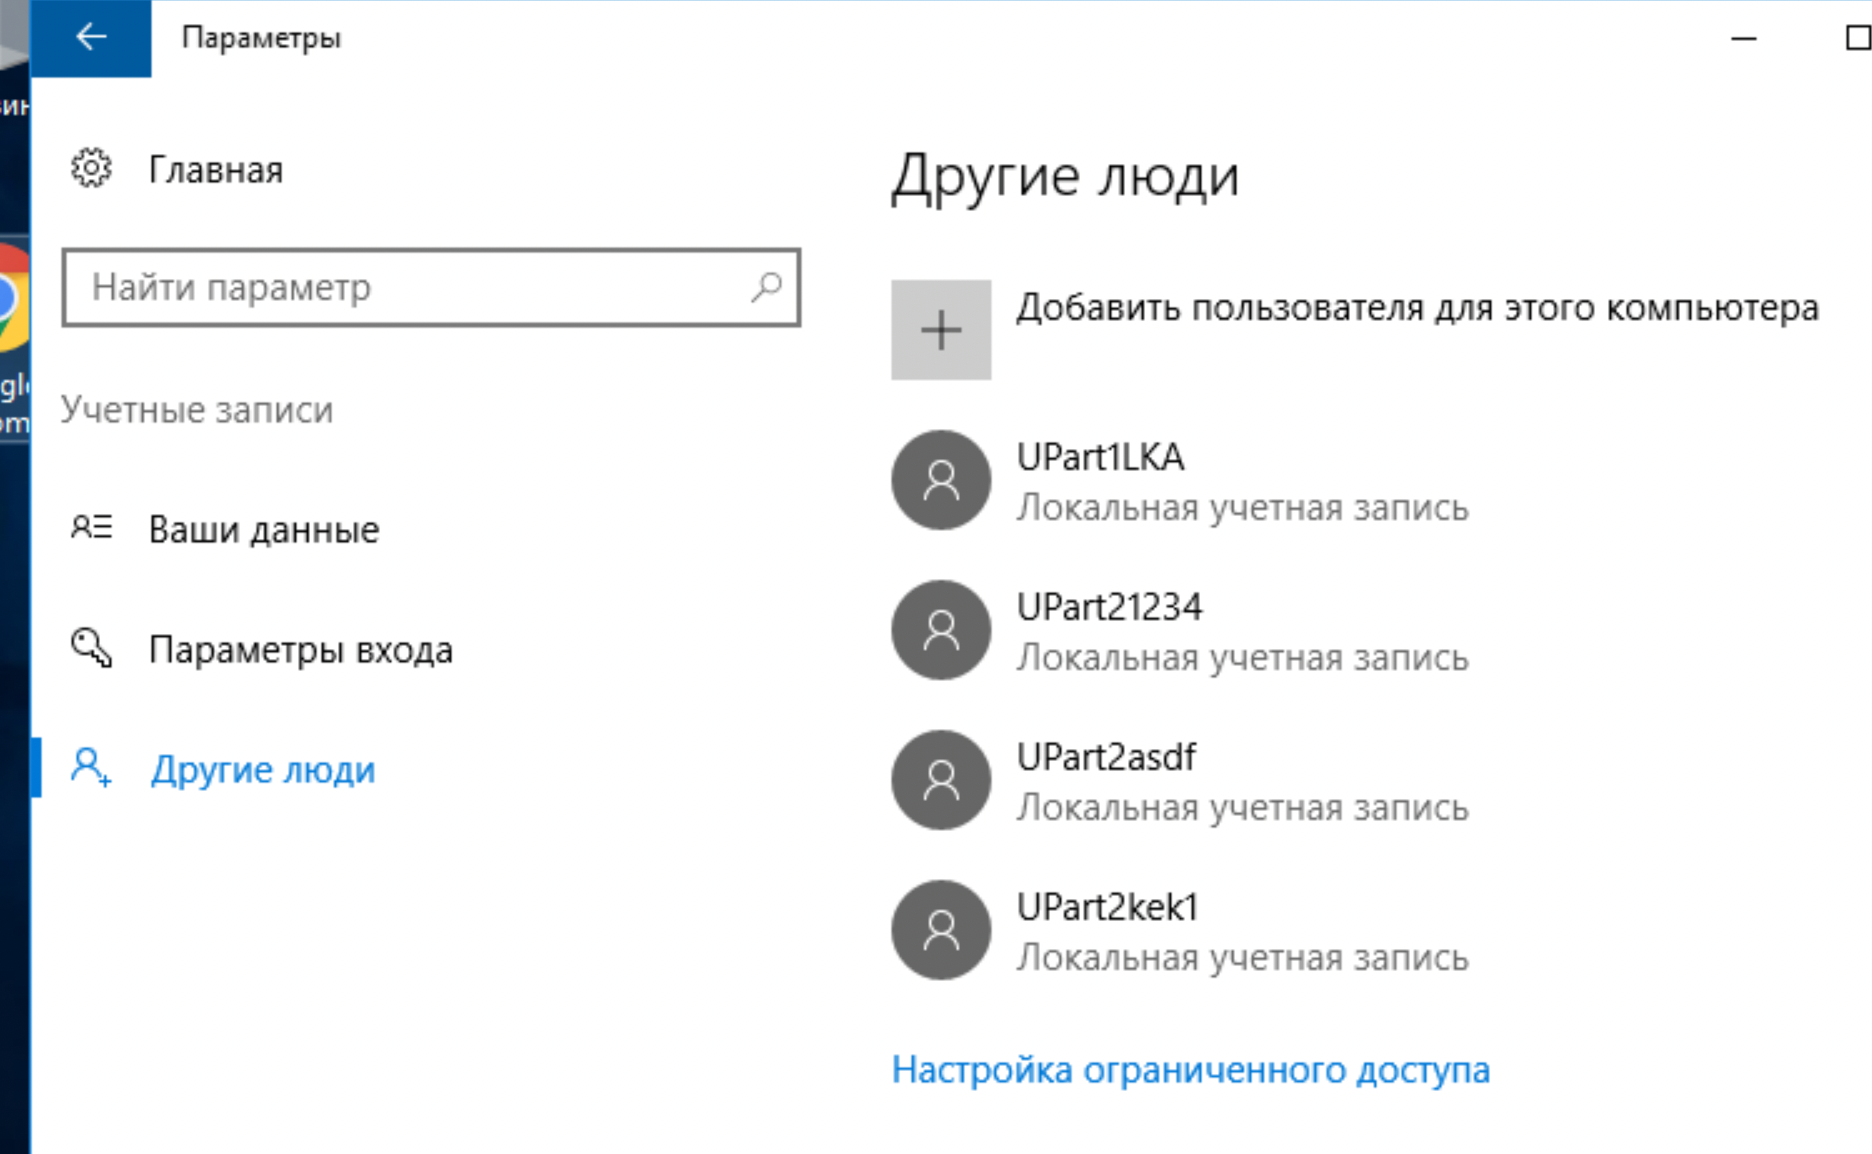 Параметры
Главная
Найти параметр
Учетные записи
Ваши данные
Параметры входа
Другие люди
Другие люди
Добавить пользователя для этого компьютера
UPart1LKA
Локальная учетная запись
UPart21234
Локальная учетная запись
UPart2asdf
Локальная учетная запись
UPart2kek1
Локальная учетная запись
Настройка ограниченного доступа